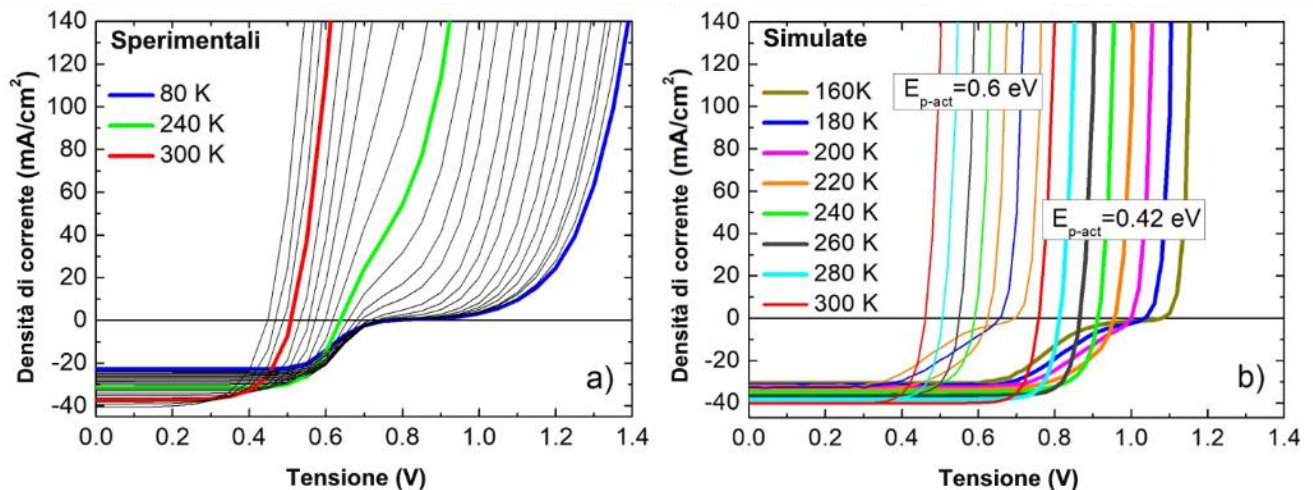 Sperimentali
80 K
240 K
300 K
a)
Densità di corrente (mA/cm²)
140
120
100
80
60
40
20
0
-20
-40
0.0 0.2 0.4 0.6 0.8 1.0 1.2 1.4
Tensione (V)
Simulate
E_p-act=0.6 eV
160K
180 K
200 K
220 K
240 K
260 K
280 K
300 K
E_p-act=0.42 eV
b)
Densità di corrente (mA/cm²)
140
120
100
80
60
40
20
0
-20
-40
0.0 0.2 0.4 0.6 0.8 1.0 1.2 1.4
Tensione (V)